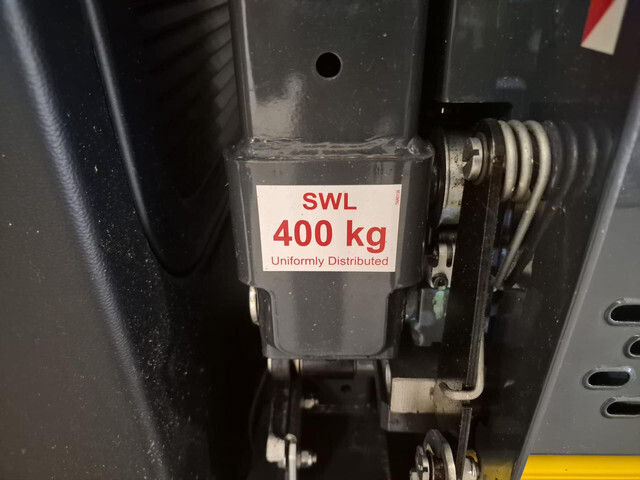 SWL
400 kg
Uniformly Distributed